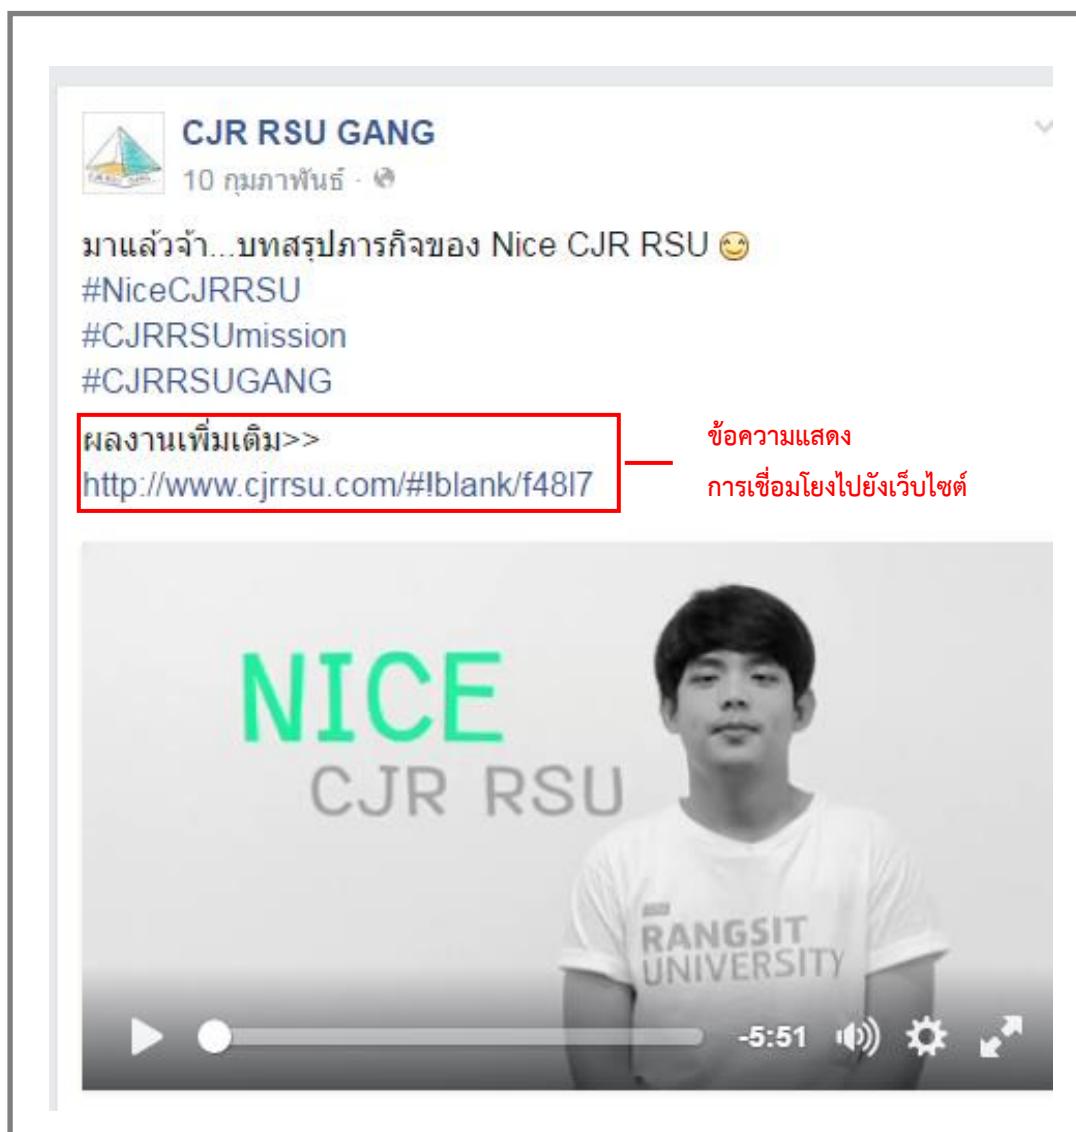 CJR RSU GANG
10 กุมภาพันธ์ ·
มาแล้วจ้า...บทสรุปภารกิจของ Nice CJR RSU 😊
#NiceCJRRSU
#CJRRSUmission
#CJRRSUGANG
ผลงานเพิ่มเติม>>
http://www.cjrrsu.com/#!blank/f48l7
ข้อความแสดง
การเชื่อมโยงไปยังเว็บไซต์
NICE
CJR RSU
RANGSIT
UNIVERSITY
-5:51